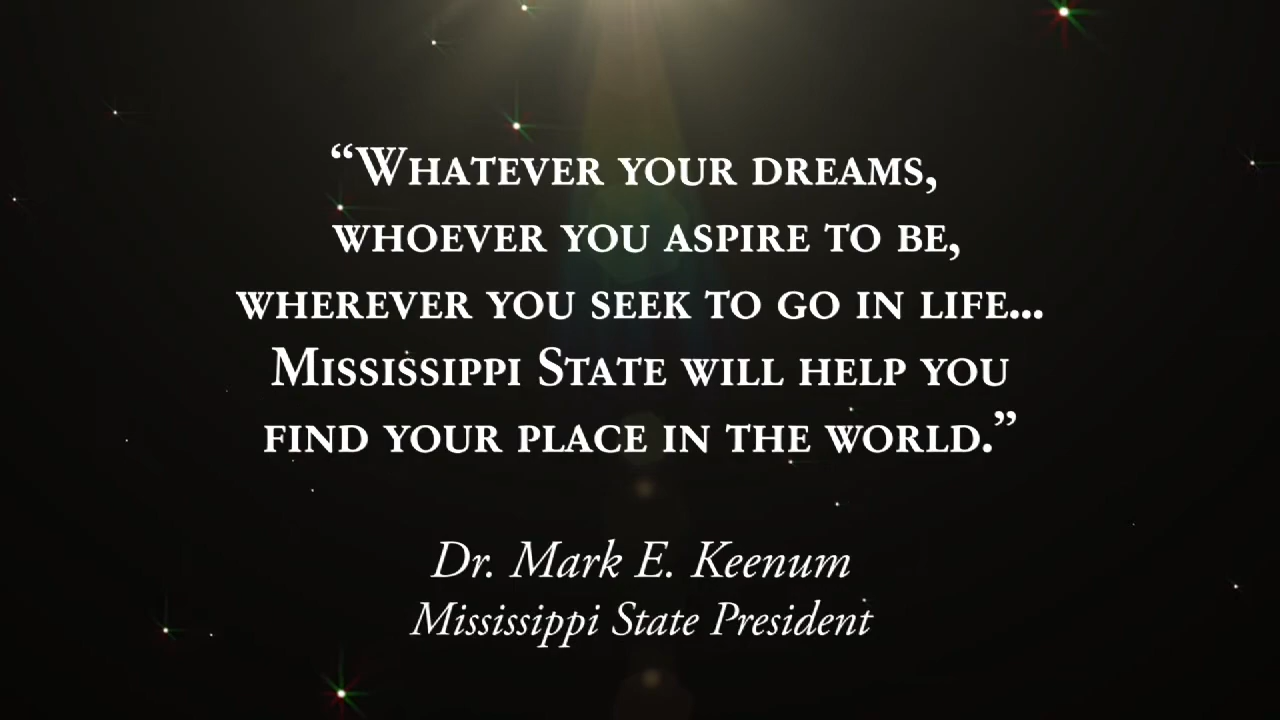 “Whatever your dreams,
whoever you aspire to be,
wherever you seek to go in life...
Mississippi State will help you
find your place in the world.”
Dr. Mark E. Keenum
Mississippi State President